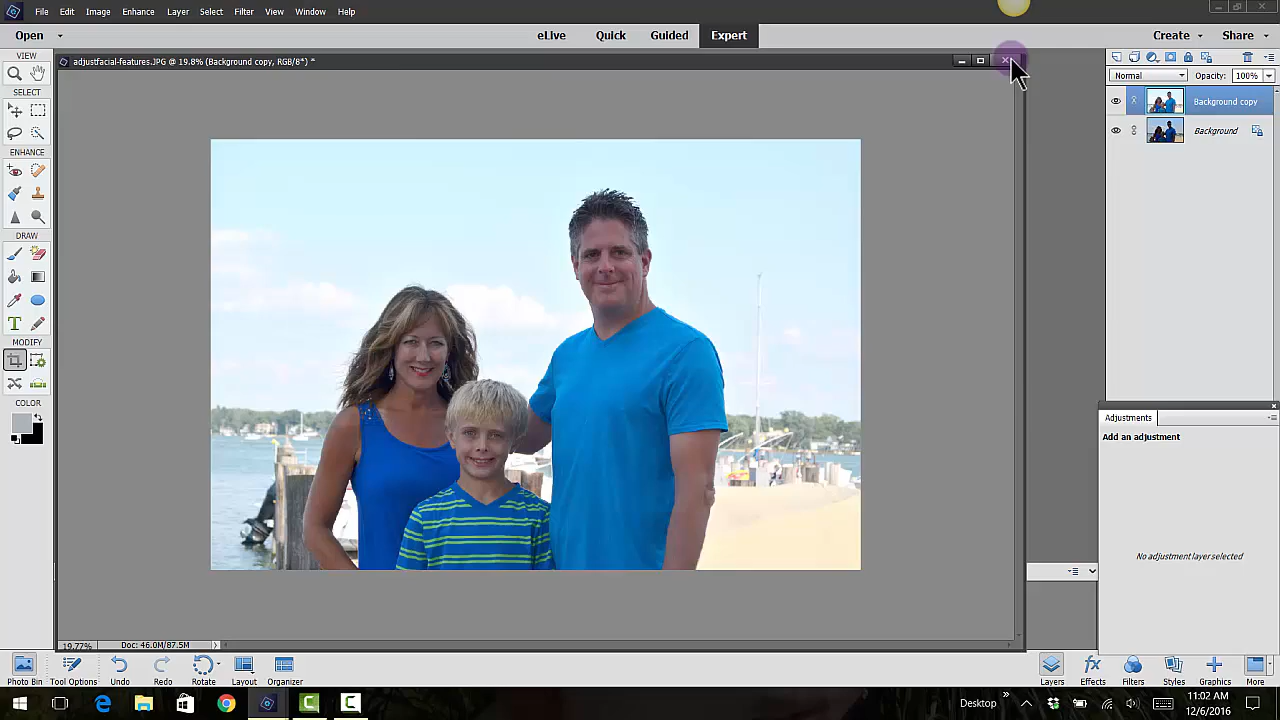 File Edit Image Enhance Layer Select Filter View Window Help
Open eLive Quick Guided Expert Create Share
VIEW
adjustfacial-features.JPG @ 19.8% (Background copy, RGB/8*) *
Normal Opacity: 100%
SELECT
Background copy
Background
ENHANCE
DRAW
T
MODIFY
COLOR
Adjustments
Add an adjustment
No adjustment layer selected
19.77% Doc: 46.0M/87.5M
Photo Bin Tool Options Undo Redo Rotate Layout Organizer Layers Effects Filters Styles Graphics More
Desktop
11:02 AM
12/6/2016